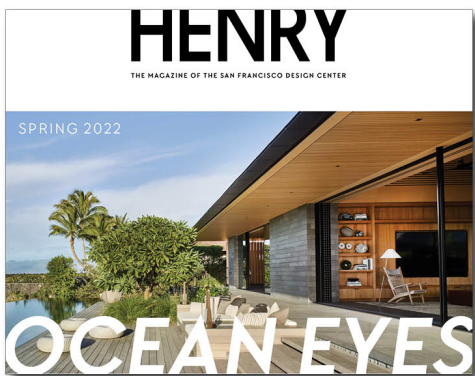 HENRY
THE MAGAZINE OF THE SAN FRANCISCO DESIGN CENTER
SPRING 2022
OCEAN EYES